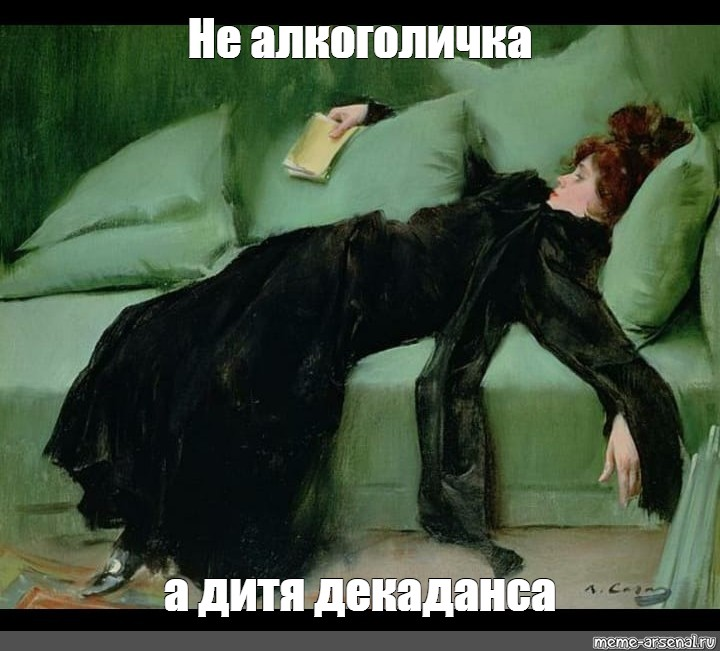 Не алкоголичка
а дитя декаданса
meme-arsenal.ru